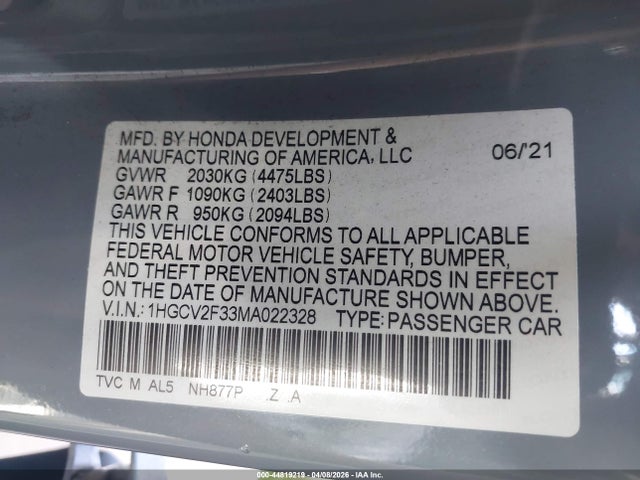 MFD. BY HONDA DEVELOPMENT &
MANUFACTURING OF AMERICA, LLC 06/'21
GVWR 2030KG (4475LBS)
GAWR F 1090KG (2403LBS)
GAWR R 950KG (2094LBS)
THIS VEHICLE CONFORMS TO ALL APPLICABLE
FEDERAL MOTOR VEHICLE SAFETY, BUMPER,
AND THEFT PREVENTION STANDARDS IN EFFECT
ON THE DATE OF MANUFACTURE SHOWN ABOVE.
V.I.N.: 1HGCV2F33MA022328 TYPE: PASSENGER CAR
TVC M AL5 NH877P .Z .A
000-44819219 - 04/08/2026 - IAA Inc.